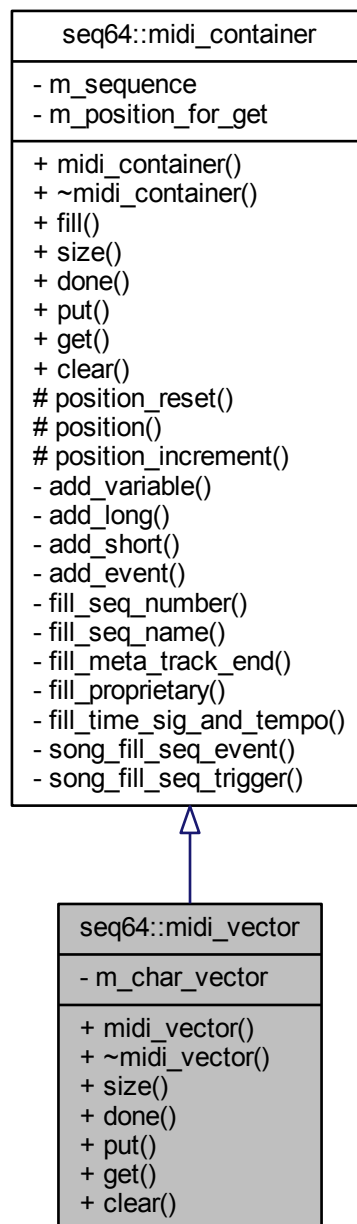 seq64::midi_container
- m_sequence
- m_position_for_get
+ midi_container()
+ ~midi_container()
+ fill()
+ size()
+ done()
+ put()
+ get()
+ clear()
# position_reset()
# position()
# position_increment()
- add_variable()
- add_long()
- add_short()
- add_event()
- fill_seq_number()
- fill_seq_name()
- fill_meta_track_end()
- fill_proprietary()
- fill_time_sig_and_tempo()
- song_fill_seq_event()
- song_fill_seq_trigger()
seq64::midi_vector
- m_char_vector
+ midi_vector()
+ ~midi_vector()
+ size()
+ done()
+ put()
+ get()
+ clear()